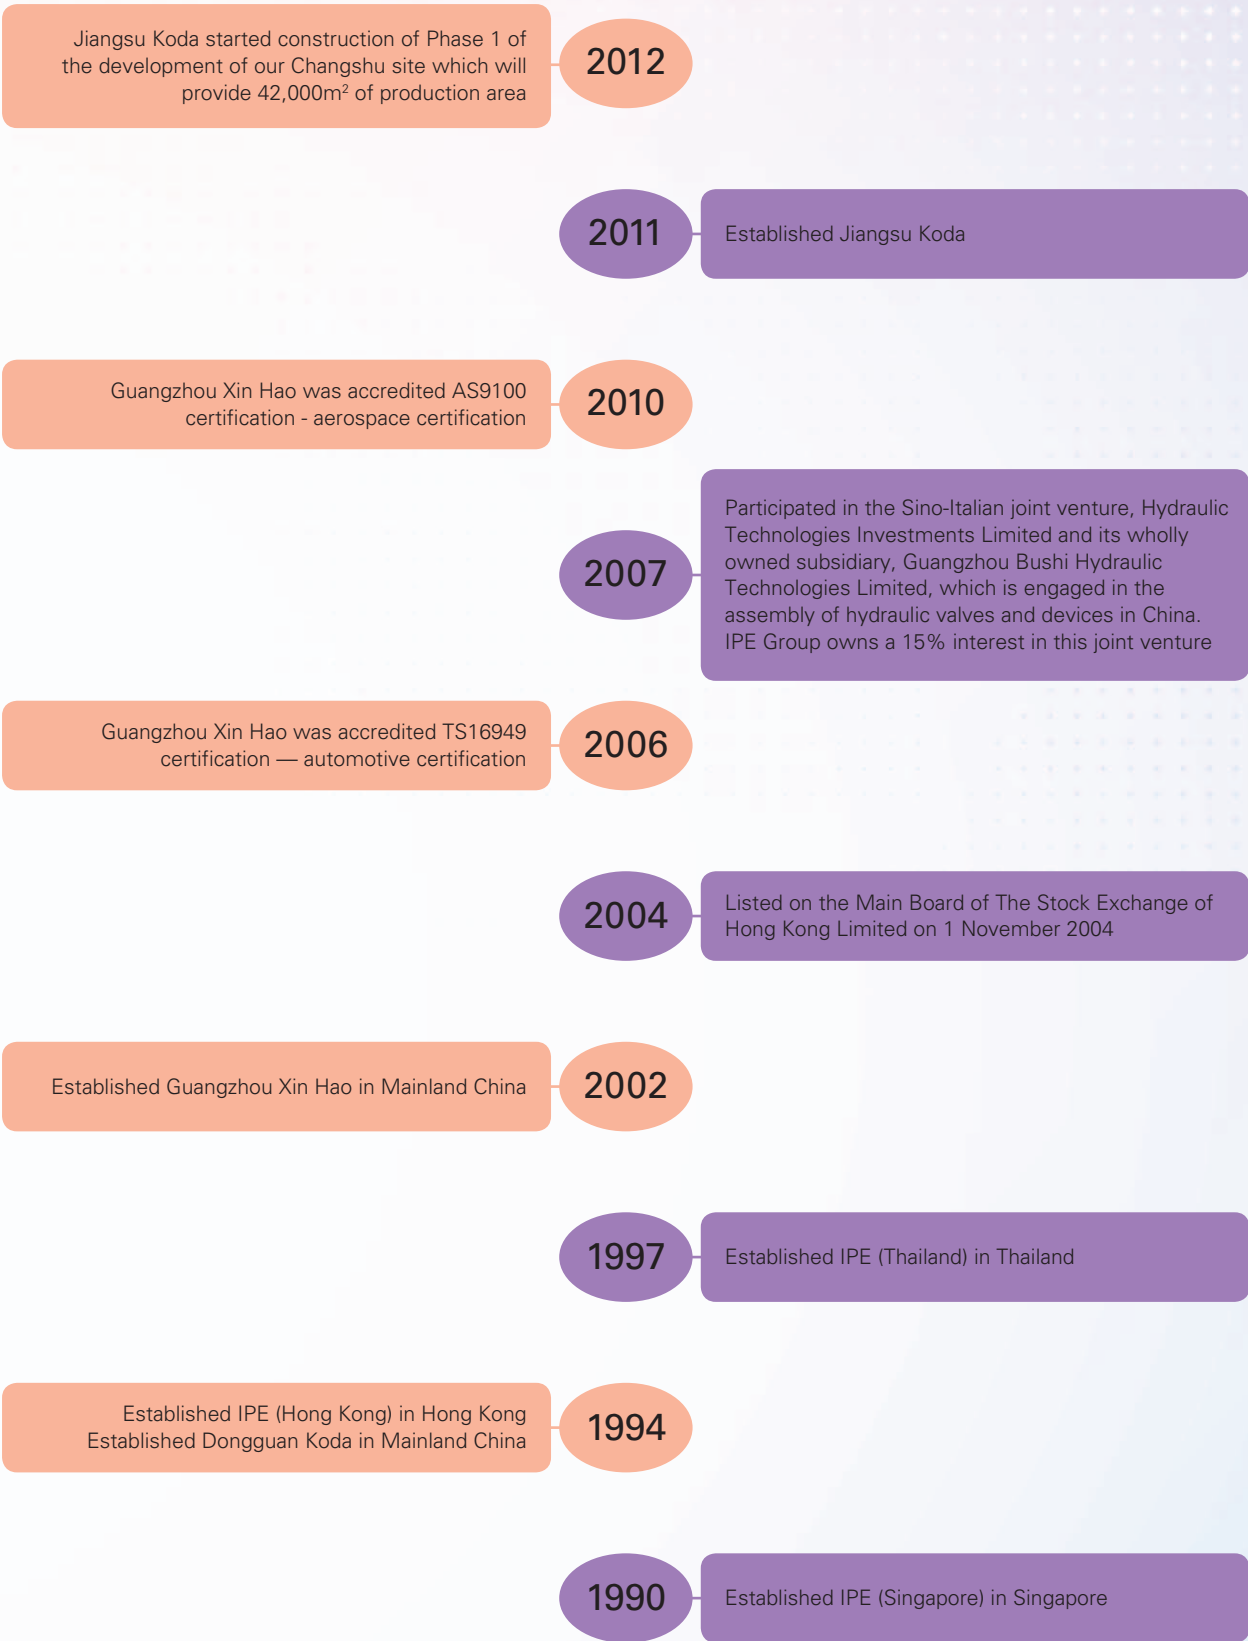 Jiangsu Koda started construction of Phase 1 of
the development of our Changshu site which will
provide 42,000m² of production area
2012
2011
Established Jiangsu Koda
Guangzhou Xin Hao was accredited AS9100
certification - aerospace certification
2010
2007
Participated in the Sino-Italian joint venture, Hydraulic
Technologies Investments Limited and its wholly
owned subsidiary, Guangzhou Bushi Hydraulic
Technologies Limited, which is engaged in the
assembly of hydraulic valves and devices in China.
IPE Group owns a 15% interest in this joint venture
Guangzhou Xin Hao was accredited TS16949
certification — automotive certification
2006
2004
Listed on the Main Board of The Stock Exchange of
Hong Kong Limited on 1 November 2004
Established Guangzhou Xin Hao in Mainland China
2002
1997
Established IPE (Thailand) in Thailand
Established IPE (Hong Kong) in Hong Kong
Established Dongguan Koda in Mainland China
1994
1990
Established IPE (Singapore) in Singapore